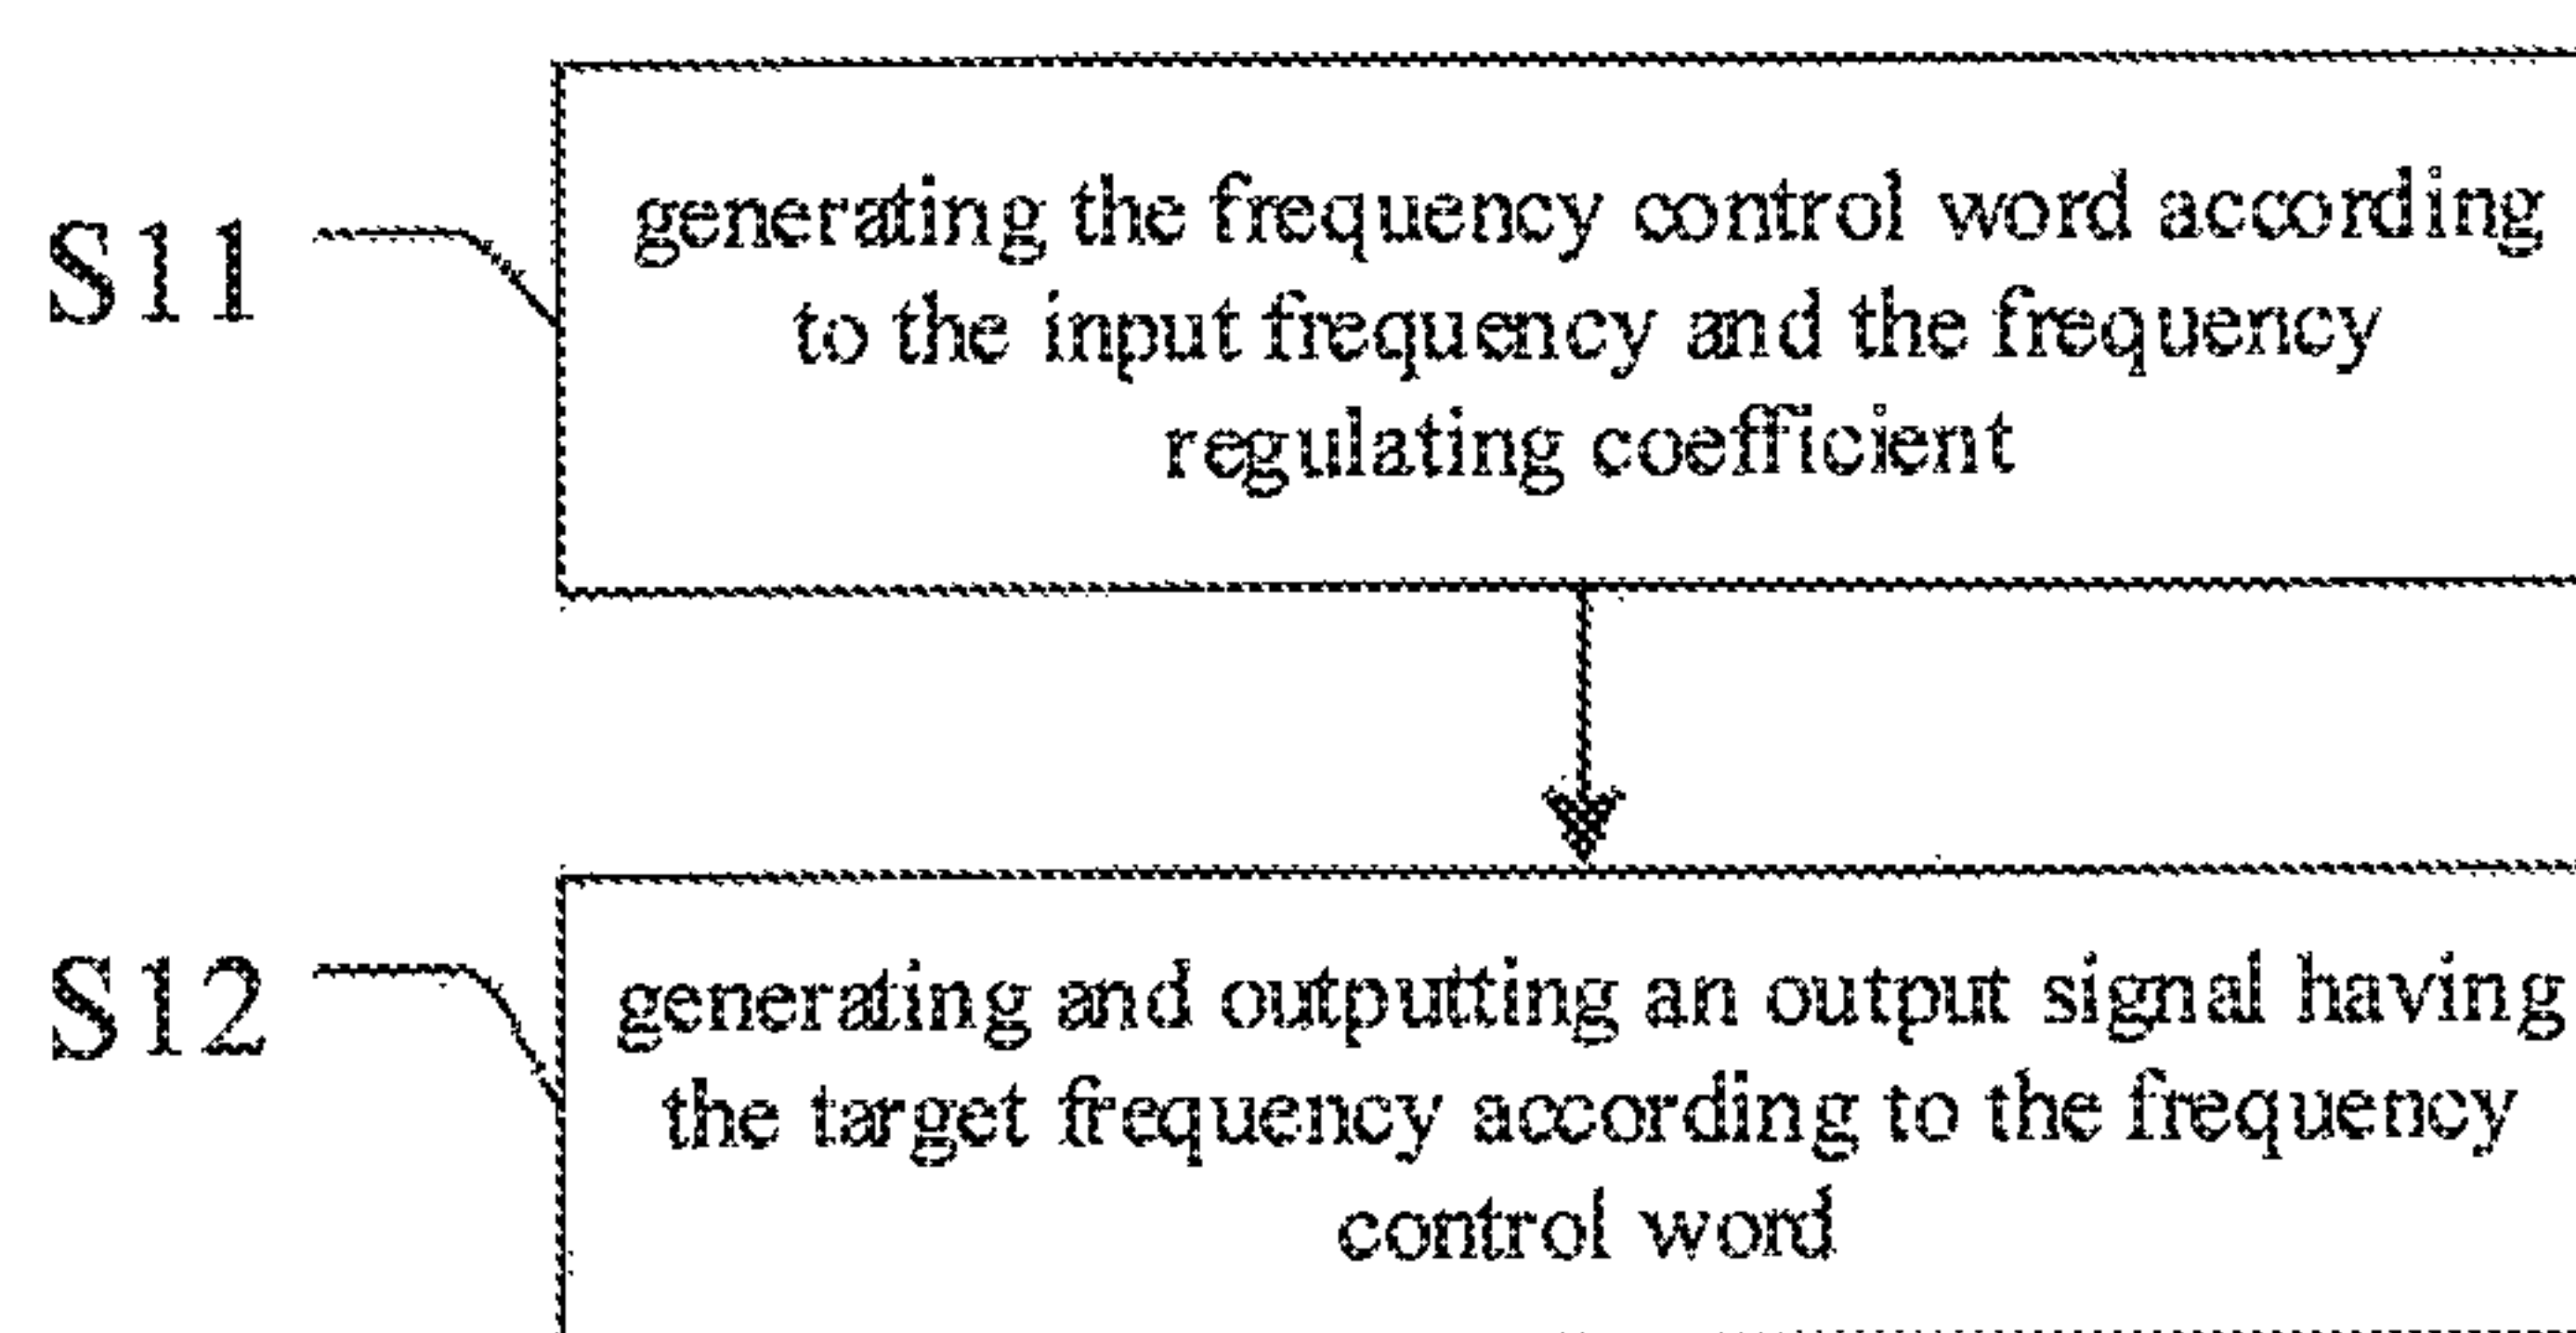 S11
generating the frequency control word according
to the input frequency and the frequency
regulating coefficient
S12
generating and outputting an output signal having
the target frequency according to the frequency
control word